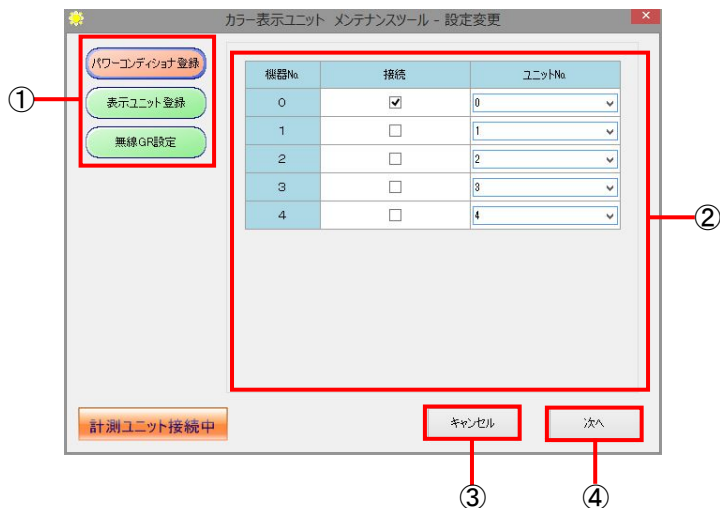 カラー表示ユニット メンテナンスツール - 設定変更
×
①
パワーコンディショナ登録
表示ユニット登録
無線GR設定
機器No. 接続 ユニットNo.
0 0
1 1
2 2
3 3
4 4
②
計測ユニット接続中
キャンセル
次へ
③
④